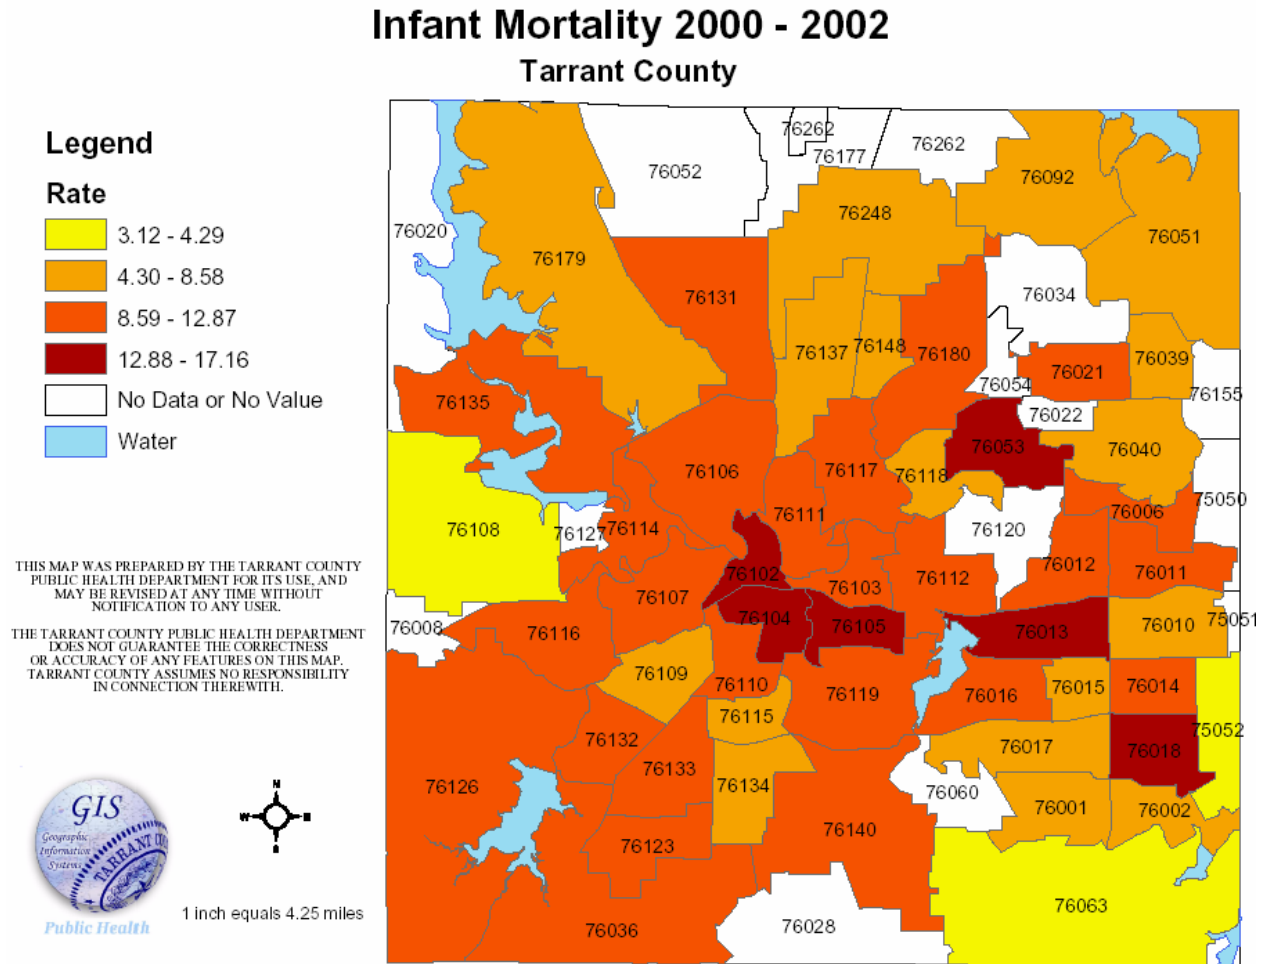 Infant Mortality 2000 - 2002
Tarrant County
Legend
Rate
3.12 - 4.29
4.30 - 8.58
8.59 - 12.87
12.88 - 17.16
No Data or No Value
Water
THIS MAP WAS PREPARED BY THE TARRANT COUNTY
PUBLIC HEALTH DEPARTMENT FOR ITS USE, AND
MAY BE REVISED AT ANY TIME WITHOUT
NOTIFICATION TO ANY USER.
THE TARRANT COUNTY PUBLIC HEALTH DEPARTMENT
DOES NOT GUARANTEE THE CORRECTNESS
OR ACCURACY OF ANY FEATURES ON THIS MAP.
TARRANT COUNTY ASSUMES NO RESPONSIBILITY
IN CONNECTION THEREWITH.
GIS
Geographic
Information
Systems
TARRANT
Public Health
N
W
E
S
1 inch equals 4.25 miles
76262
76262
76177
76052
76092
76248
76020
76051
76179
76131
76034
76137
76148
76180
76039
76021
76054
76155
76135
76022
76053
76040
76106
76117
76118
75050
76111
76006
76108
76127
76114
76120
76012
76011
76102
76112
76103
76107
76104
76105
76013
76010
75051
76008
76116
76109
76110
76119
76016
76015
76014
76115
75052
76132
76017
76018
76133
76126
76134
76060
76001
76002
76140
76123
76063
76036
76028